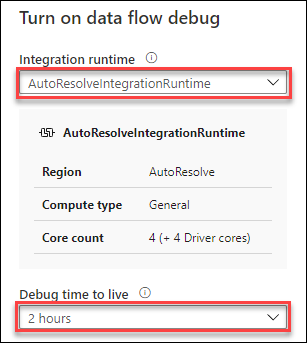 Turn on data flow debug
Integration runtime
AutoResolveIntegrationRuntime
AutoResolveIntegrationRuntime
Region AutoResolve
Compute type General
Core count 4 (+ 4 Driver cores)
Debug time to live
2 hours